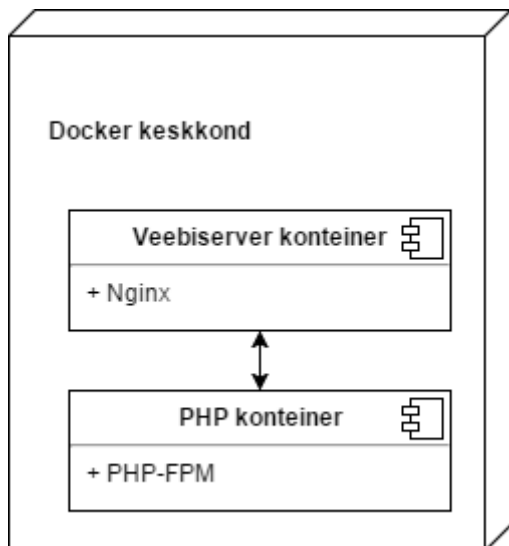 Docker keskkond
Veebiserver konteiner
+ Nginx
PHP konteiner
+ PHP-FPM